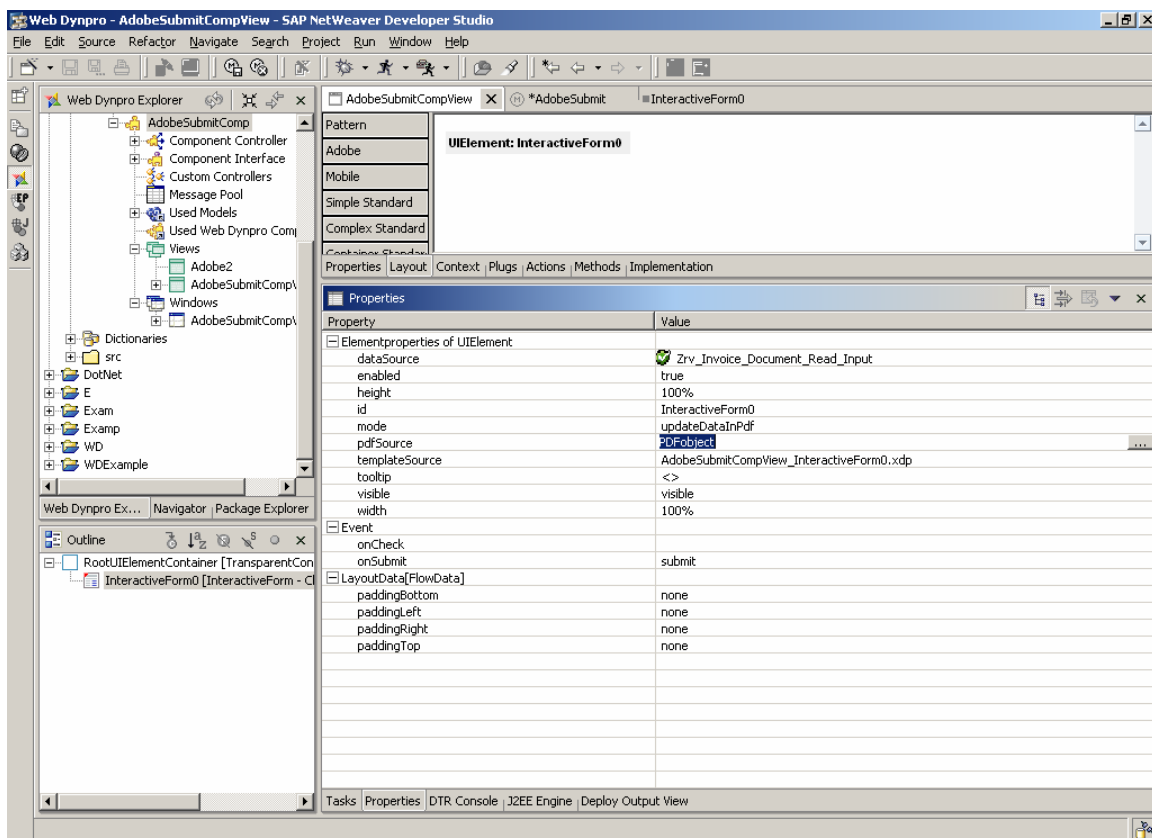 Web Dynpro - AdobeSubmitCompView - SAP NetWeaver Developer Studio
File Edit Source Refactor Navigate Search Project Run Window Help
Web Dynpro Explorer
AdobeSubmitComp
Component Controller
Component Interface
Custom Controllers
Message Pool
Used Models
Used Web Dynpro Com
Views
Adobe2
AdobeSubmitComp\
Windows
AdobeSubmitComp\
Dictionaries
src
DotNet
E
Exam
Examp
WD
WDExample
Web Dynpro Ex... Navigator Package Explorer
Outline
RootUIElementContainer [TransparentCon
InteractiveForm0 [InteractiveForm - Cl
AdobeSubmitCompView *AdobeSubmit InteractiveForm0
Pattern
Adobe
Mobile
Simple Standard
Complex Standard
Container Standar
UIElement: InteractiveForm0
Properties Layout Context Plugs Actions Methods Implementation
Properties
Property Value
Elementproperties of UIElement
dataSource Zrv_Invoice_Document_Read_Input
enabled true
height 100%
id InteractiveForm0
mode updateDataInPdf
pdfSource PDFobject ...
templateSource AdobeSubmitCompView_InteractiveForm0.xdp
tooltip <>
visible visible
width 100%
Event
onCheck
onSubmit submit
LayoutData[FlowData]
paddingBottom none
paddingLeft none
paddingRight none
paddingTop none
Tasks Properties DTR Console J2EE Engine Deploy Output View